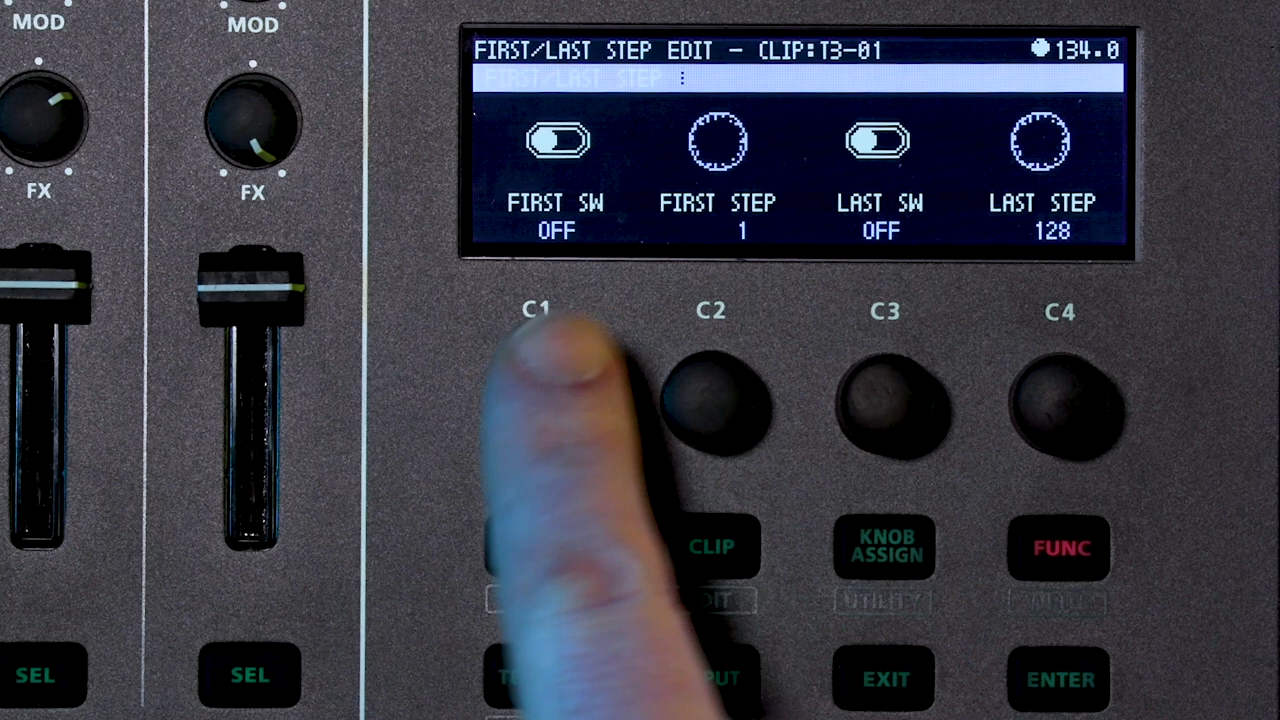 MOD
MOD
FIRST/LAST STEP EDIT - CLIP:T3-01 134.0
FIRST/LAST STEP :
FX
FX
FIRST SW FIRST STEP LAST SW LAST STEP
OFF 1 OFF 128
C1 C2 C3 C4
CLIP KNOB ASSIGN FUNC
UTILITY
SEL SEL EXIT ENTER